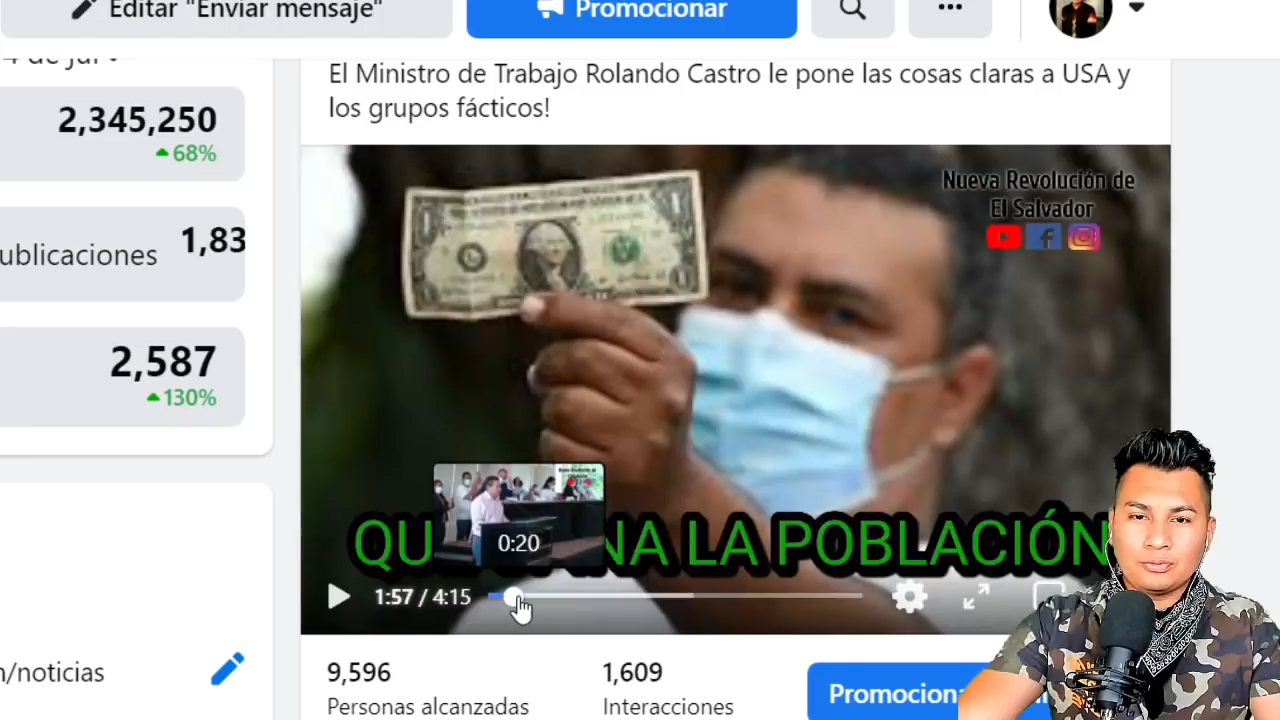 Editar "Enviar mensaje"
Promocionar
2,345,250
68%
ublicaciones 1,83
2,587
130%
/noticias
El Ministro de Trabajo Rolando Castro le pone las cosas claras a USA y
los grupos fácticos!
Nueva Revolución de
El Salvador
QU NA LA POBLACIÓN
0:20
1:57 / 4:15
9,596
Personas alcanzadas
1,609
Interacciones
Promociona